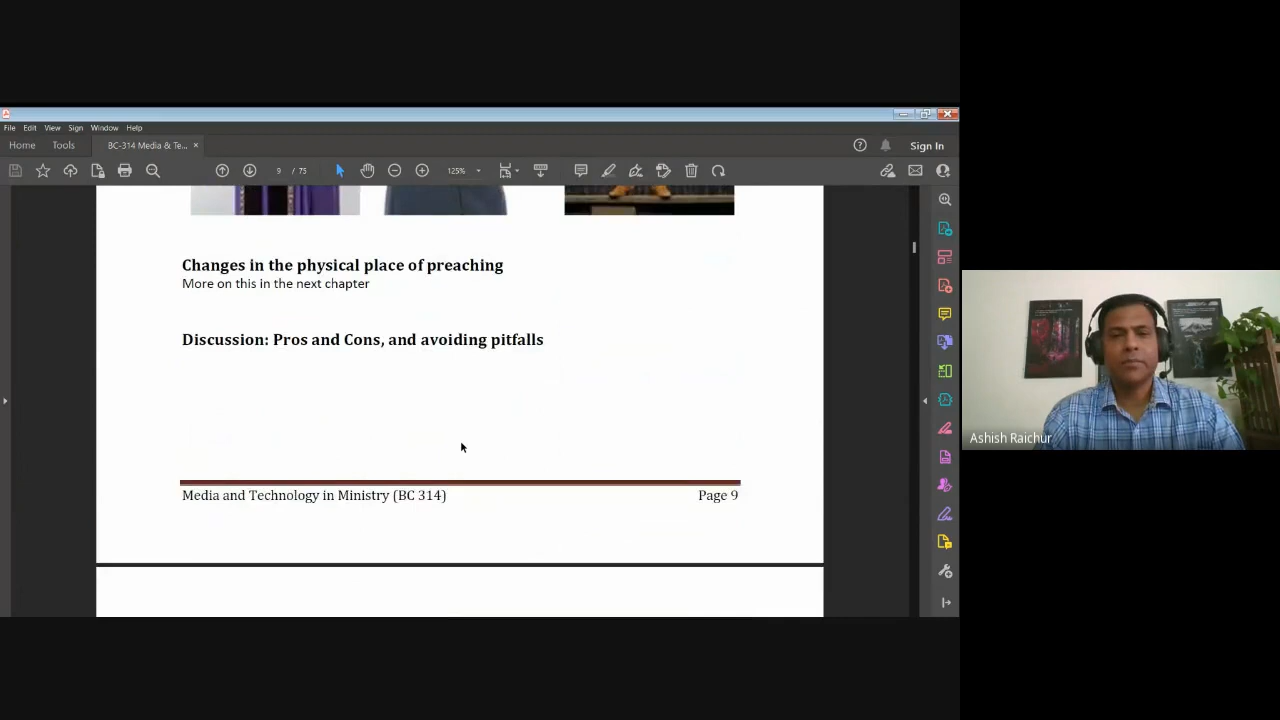 File Edit View Sign Window Help
Home Tools BC-314 Media & Te... × Sign In
9 / 75 125%
Changes in the physical place of preaching
More on this in the next chapter
Discussion: Pros and Cons, and avoiding pitfalls
Media and Technology in Ministry (BC 314) Page 9
Ashish Raichur